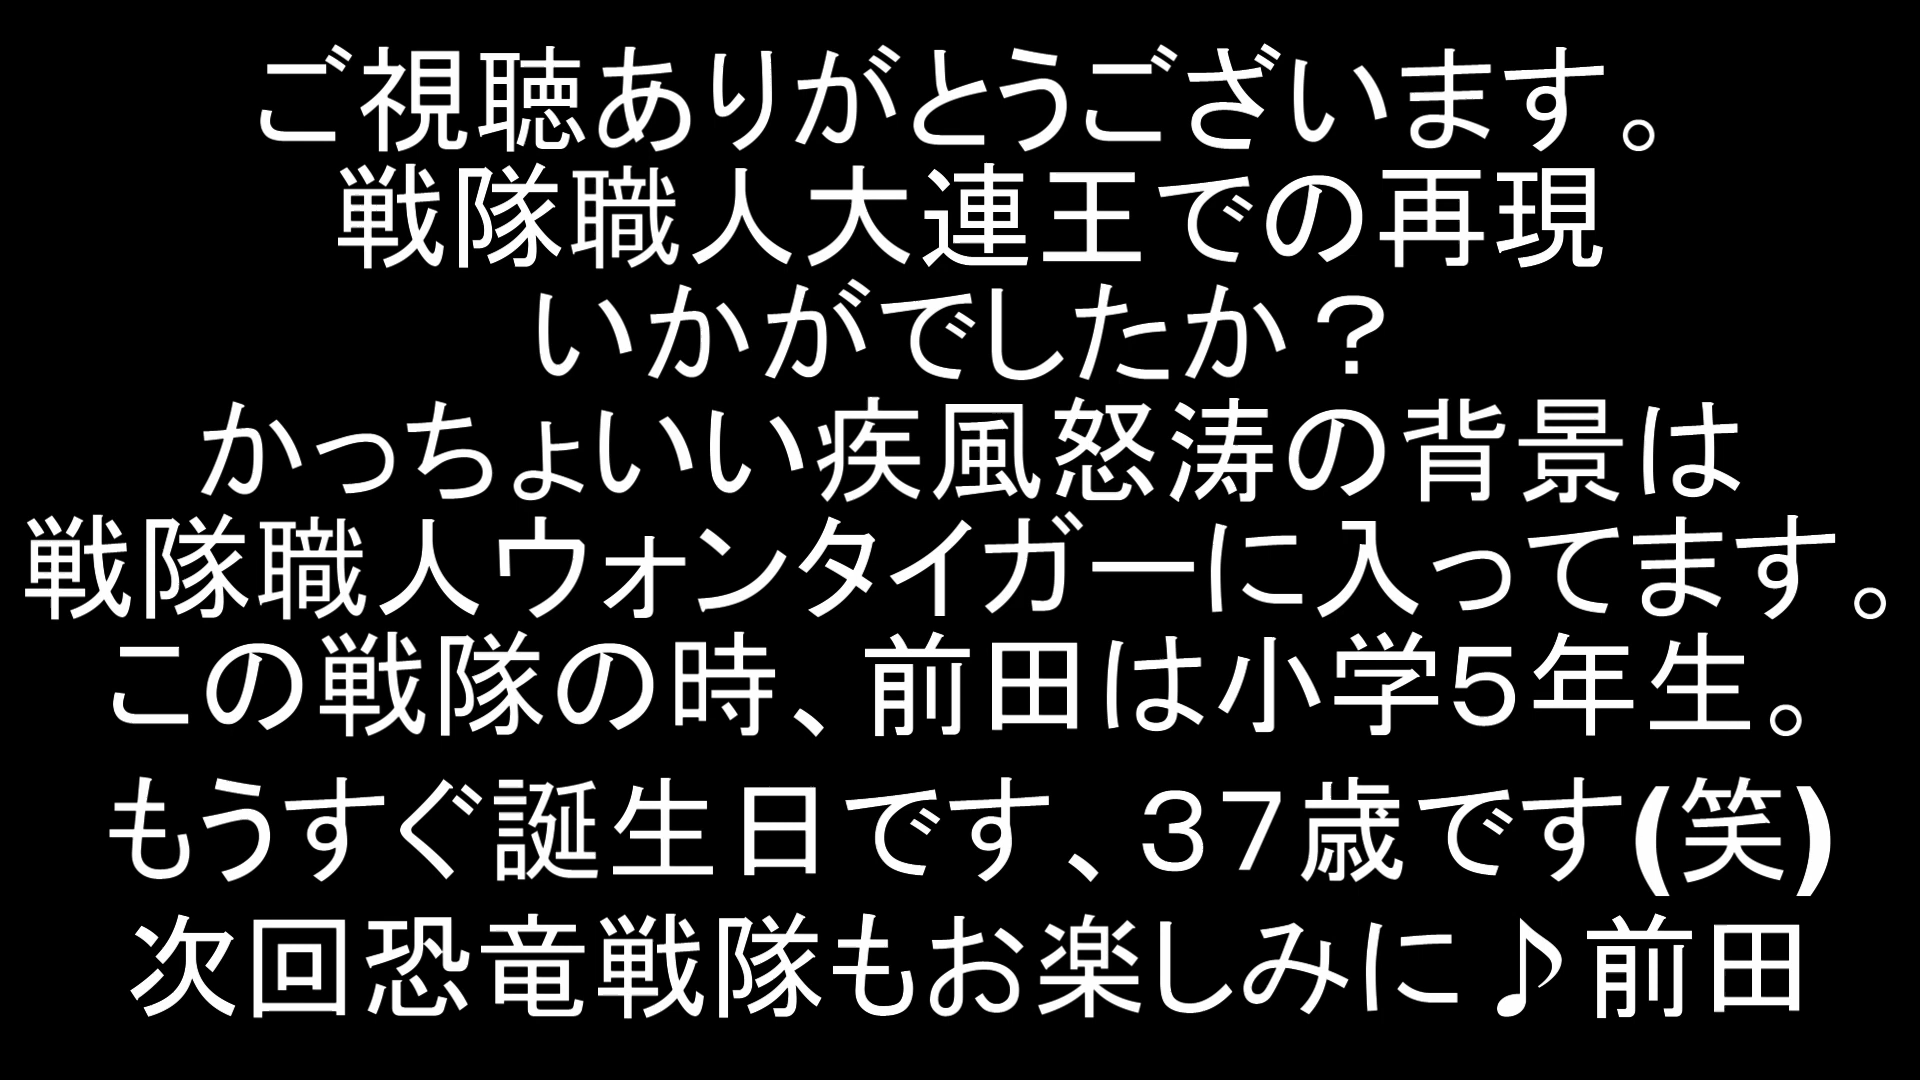 ご視聴ありがとうございます。
戦隊職人大連王での再現
いかがでしたか？
かっちょいい疾風怒涛の背景は
戦隊職人ウォンタイガーに入ってます。
この戦隊の時、前田は小学５年生。
もうすぐ誕生日です、３７歳です(笑)
次回恐竜戦隊もお楽しみに♪前田